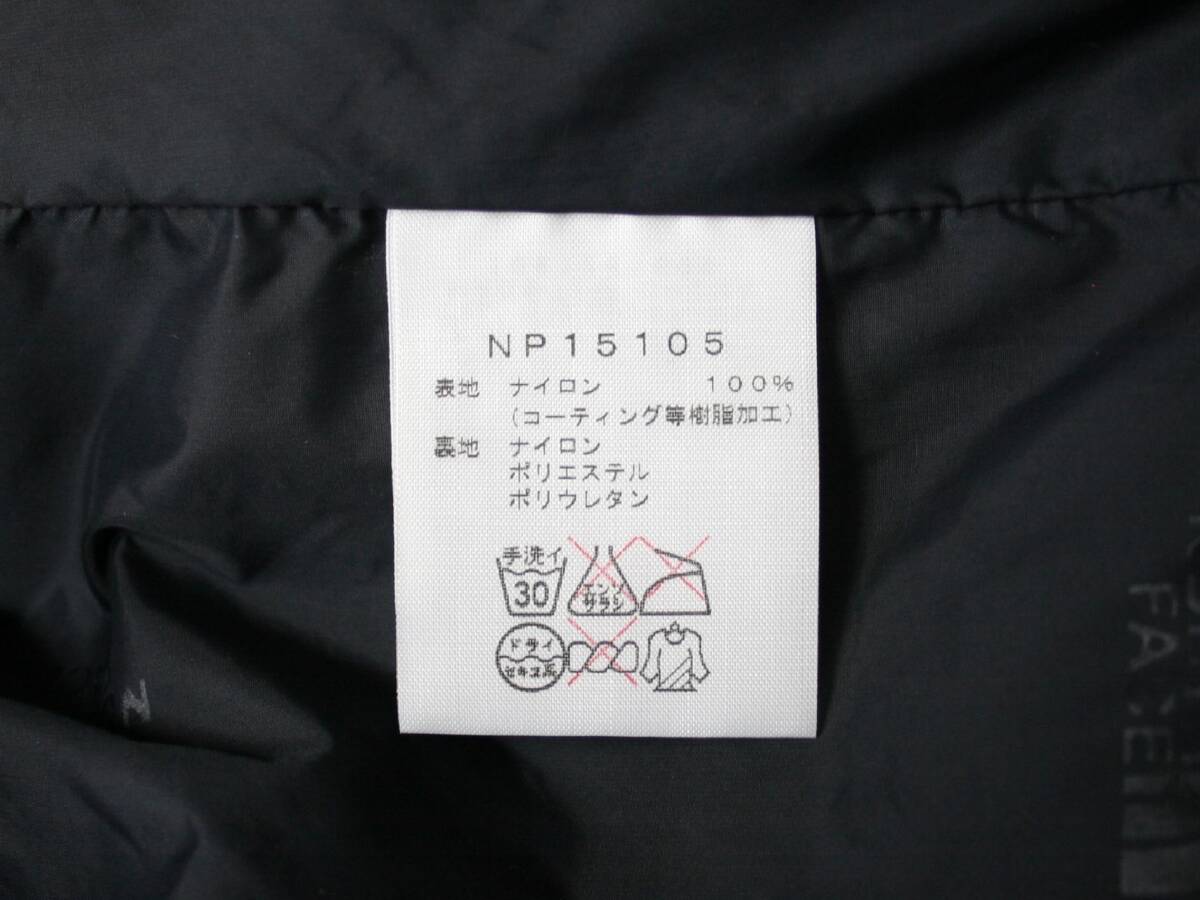 NP15105
表地 ナイロン 100%
(コーティング等樹脂加工)
裏地 ナイロン
ポリエステル
ポリウレタン
手洗イ
30
エンソ
サラシ
ドライ
セキユ系
FACE